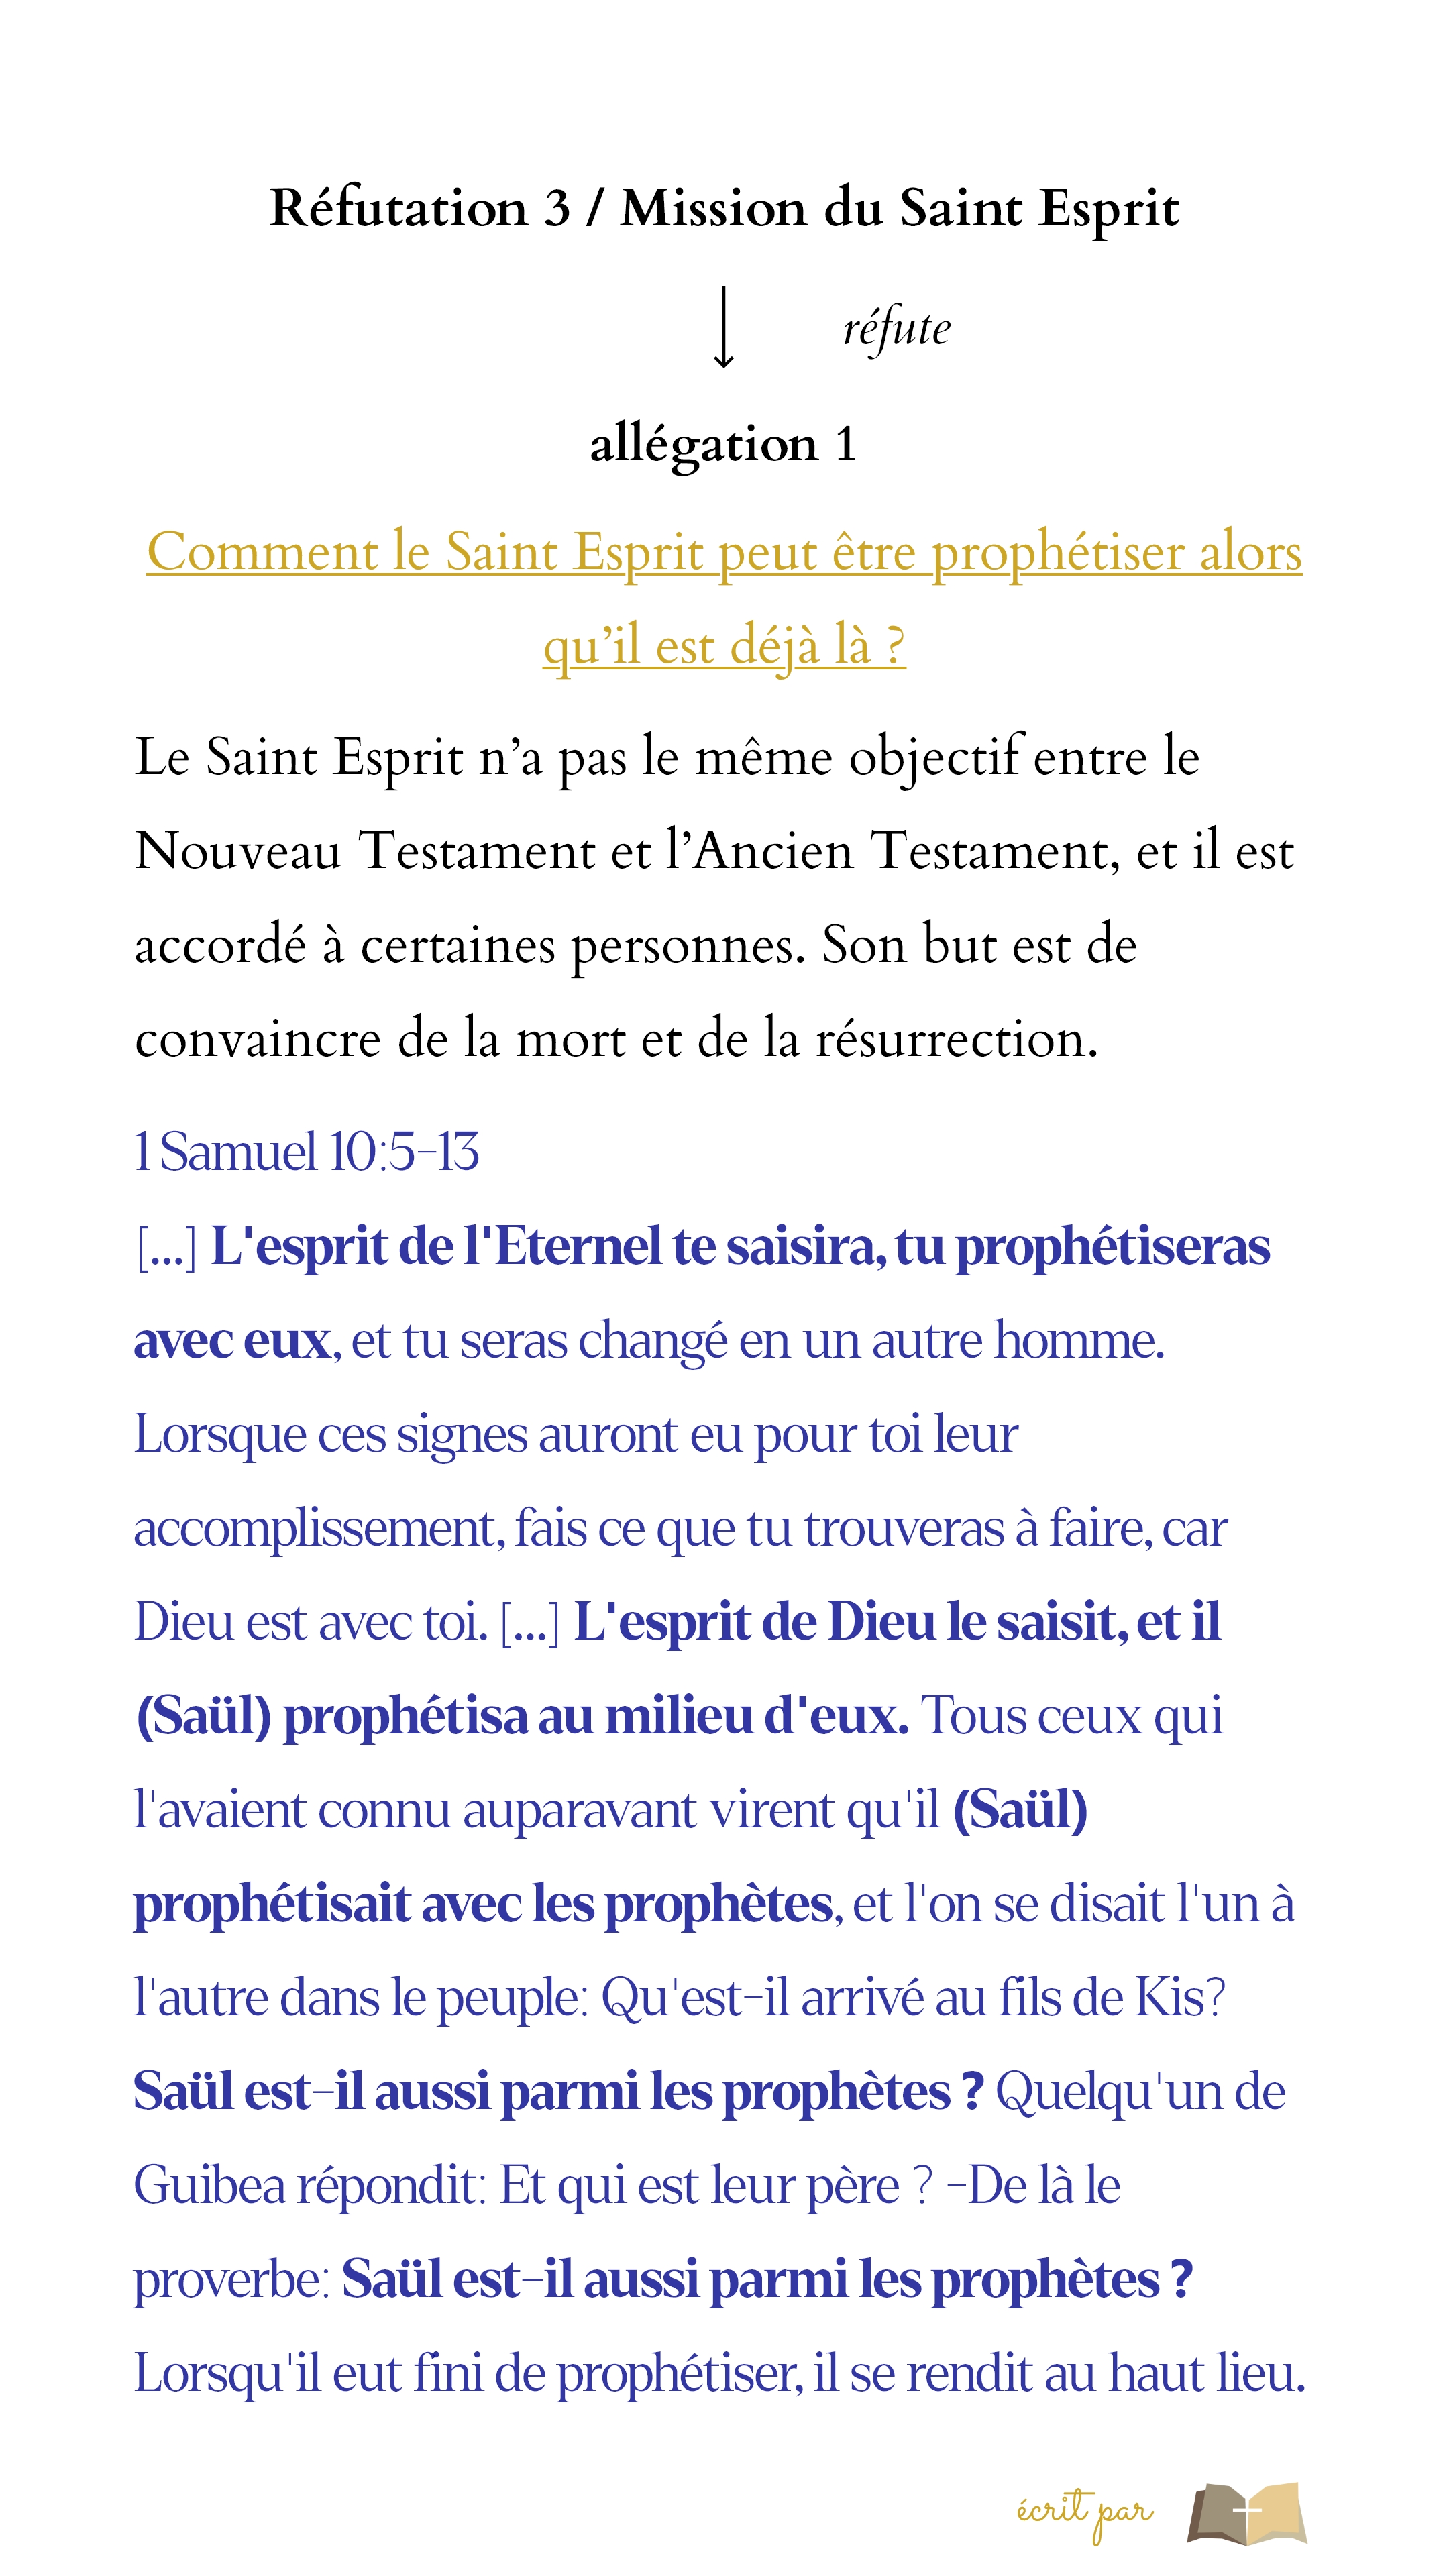 Réfutation 3 / Mission du Saint Esprit
réfute
allégation 1
Comment le Saint Esprit peut être prophétiser alors
qu’il est déjà là ?
Le Saint Esprit n’a pas le même objectif entre le
Nouveau Testament et l’Ancien Testament, et il est
accordé à certaines personnes. Son but est de
convaincre de la mort et de la résurrection.
1 Samuel 10:5-13
[...] L'esprit de l'Eternel te saisira, tu prophétiseras
avec eux, et tu seras changé en un autre homme.
Lorsque ces signes auront eu pour toi leur
accomplissement, fais ce que tu trouveras à faire, car
Dieu est avec toi. [...] L'esprit de Dieu le saisit, et il
(Saül) prophétisa au milieu d'eux. Tous ceux qui
l'avaient connu auparavant virent qu'il (Saül)
prophétisait avec les prophètes, et l'on se disait l'un à
l'autre dans le peuple: Qu'est-il arrivé au fils de Kis?
Saül est-il aussi parmi les prophètes ? Quelqu'un de
Guibea répondit: Et qui est leur père ? -De là le
proverbe: Saül est-il aussi parmi les prophètes ?
Lorsqu'il eut fini de prophétiser, il se rendit au haut lieu.
écrit par